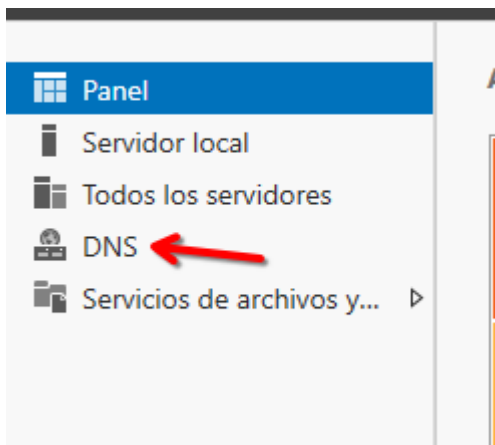 Panel
Servidor local
Todos los servidores
DNS
Servicios de archivos y...